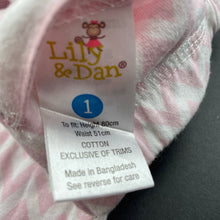 Lily
&Dan®
1
To fit: Height 80cm
Waist 51cm
COTTON
EXCLUSIVE OF TRIMS
Made in Bangladesh
See reverse for care